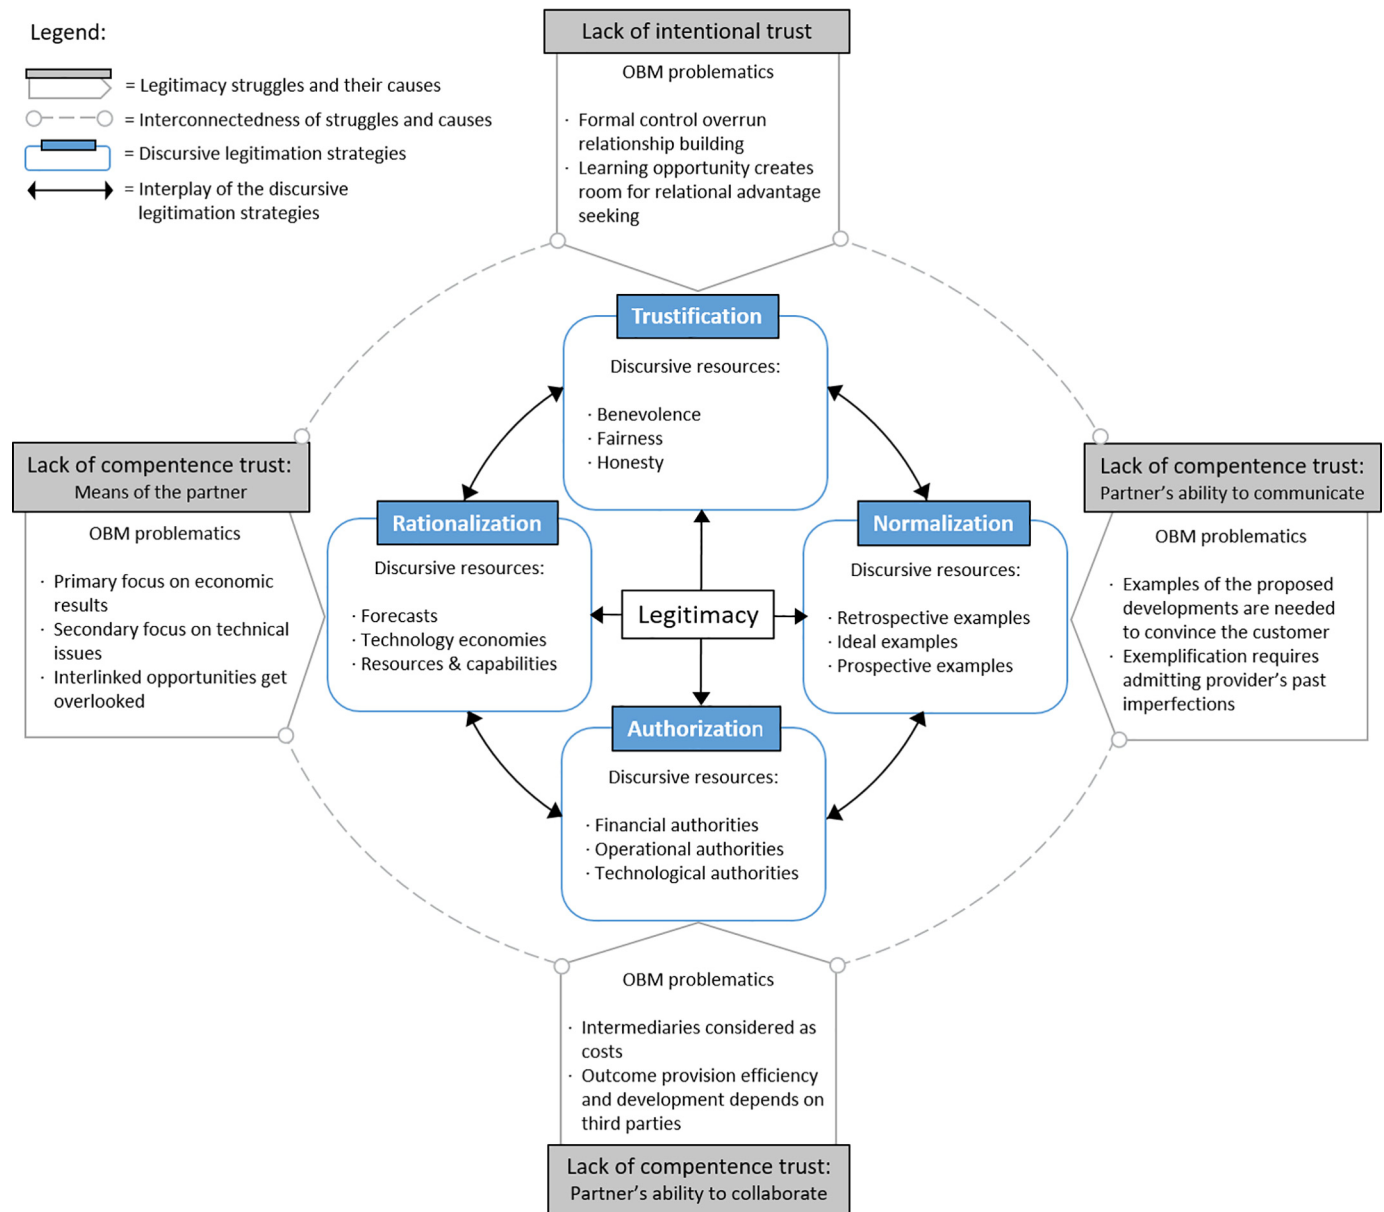 Legend:
= Legitimacy struggles and their causes
= Interconnectedness of struggles and causes
= Discursive legitimation strategies
= Interplay of the discursive
legitimation strategies
Lack of intentional trust
OBM problematics
· Formal control overrun
relationship building
· Learning opportunity creates
room for relational advantage
seeking
Trustification
Discursive resources:
· Benevolence
· Fairness
· Honesty
Lack of compentence trust:
Means of the partner
OBM problematics
· Primary focus on economic
results
· Secondary focus on technical
issues
· Interlinked opportunities get
overlooked
Rationalization
Discursive resources:
· Forecasts
· Technology economies
· Resources & capabilities
Legitimacy
Normalization
Discursive resources:
· Retrospective examples
· Ideal examples
· Prospective examples
Lack of compentence trust:
Partner's ability to communicate
OBM problematics
· Examples of the proposed
developments are needed
to convince the customer
· Exemplification requires
admitting provider's past
imperfections
Authorization
Discursive resources:
· Financial authorities
· Operational authorities
· Technological authorities
OBM problematics
· Intermediaries considered as
costs
· Outcome provision efficiency
and development depends on
third parties
Lack of compentence trust:
Partner's ability to collaborate